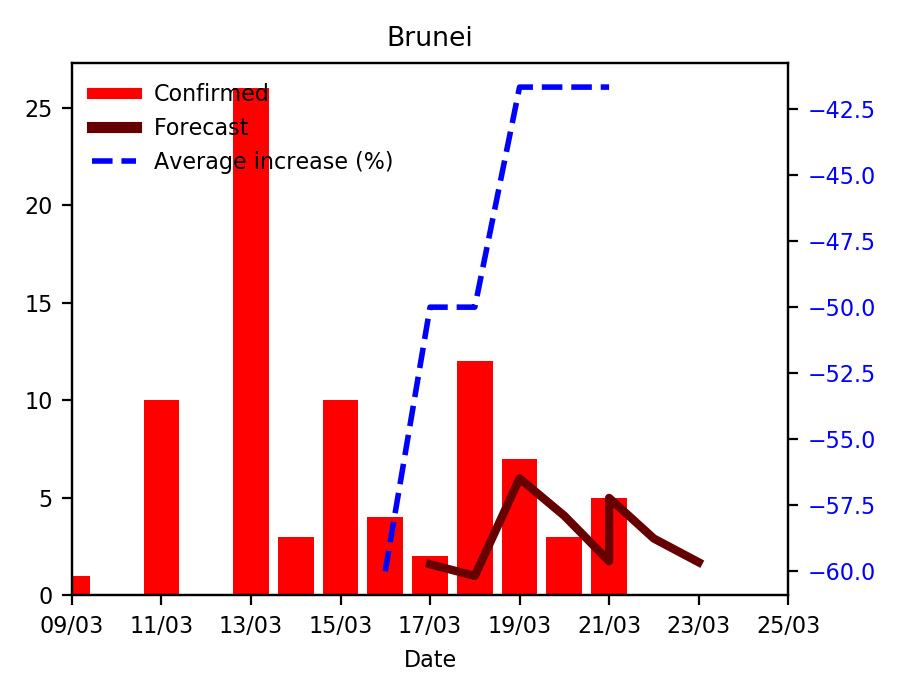 Brunei
Confirmed
Forecast
Average increase (%)
25
20
15
10
5
0
−42.5
−45.0
−47.5
−50.0
−52.5
−55.0
−57.5
−60.0
09/03 11/03 13/03 15/03 17/03 19/03 21/03 23/03 25/03
Date